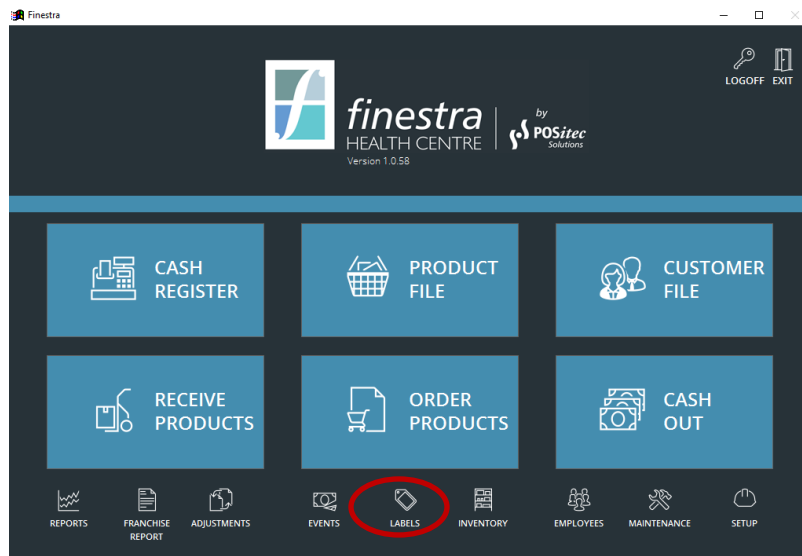 Finestra
LOGOFF EXIT
finestra
HEALTH CENTRE
Version 1.0.58
by
POSitec
Solutions
CASH
REGISTER
PRODUCT
FILE
CUSTOMER
FILE
RECEIVE
PRODUCTS
ORDER
PRODUCTS
CASH
OUT
REPORTS
FRANCHISE
REPORT
ADJUSTMENTS
EVENTS
LABELS
INVENTORY
EMPLOYEES
MAINTENANCE
SETUP